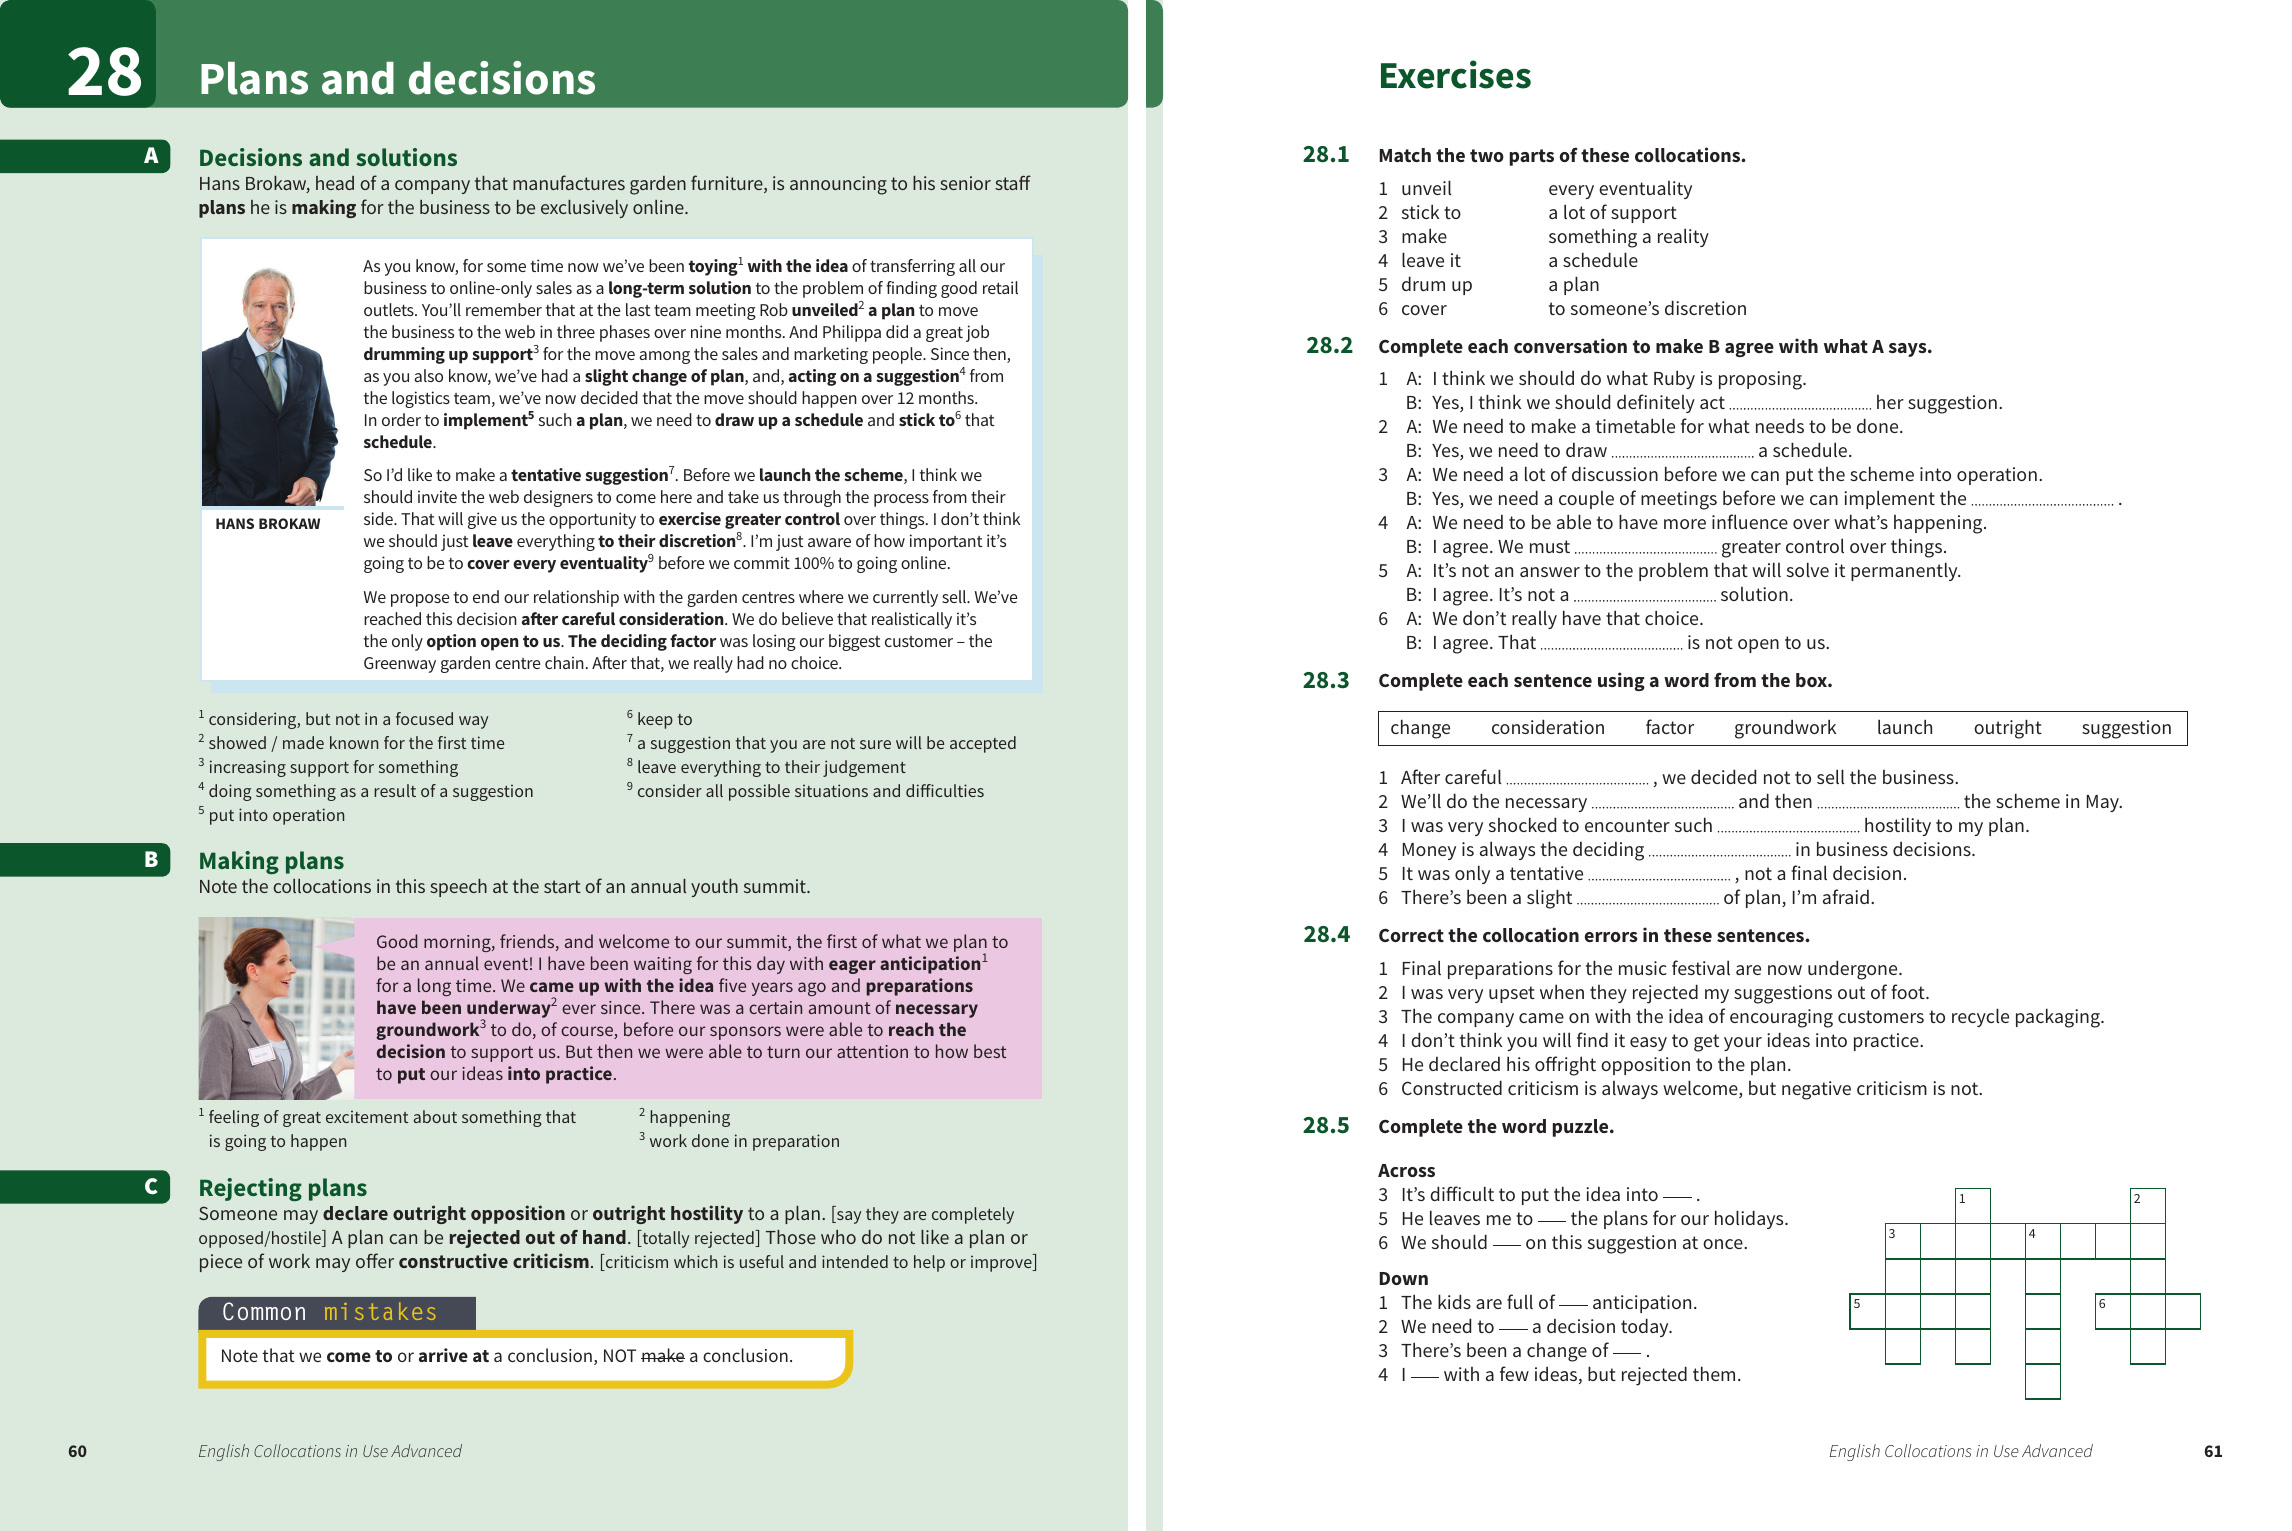 28
Plans and decisions
A
Decisions and solutions
Hans Brokaw, head of a company that manufactures garden furniture, is announcing to his senior staff
plans he is making for the business to be exclusively online.
As you know, for some time now we've been toying¹ with the idea of transferring all our
business to online-only sales as a long-term solution to the problem of finding good retail
outlets. You'll remember that at the last team meeting Rob unveiled² a plan to move
the business to the web in three phases over nine months. And Philippa did a great job
drumming up support³ for the move among the sales and marketing people. Since then,
as you also know, we've had a slight change of plan, and, acting on a suggestion⁴ from
the logistics team, we've now decided that the move should happen over 12 months.
In order to implement⁵ such a plan, we need to draw up a schedule and stick to⁶ that
schedule.
So I'd like to make a tentative suggestion⁷. Before we launch the scheme, I think we
should invite the web designers to come here and take us through the process from their
side. That will give us the opportunity to exercise greater control over things. I don't think
we should just leave everything to their discretion⁸. I'm just aware of how important it's
going to be to cover every eventuality⁹ before we commit 100% to going online.
We propose to end our relationship with the garden centres where we currently sell. We've
reached this decision after careful consideration. We do believe that realistically it's
the only option open to us. The deciding factor was losing our biggest customer – the
Greenway garden centre chain. After that, we really had no choice.
HANS BROKAW
¹ considering, but not in a focused way
² showed / made known for the first time
³ increasing support for something
⁴ doing something as a result of a suggestion
⁵ put into operation
⁶ keep to
⁷ a suggestion that you are not sure will be accepted
⁸ leave everything to their judgement
⁹ consider all possible situations and difficulties
B
Making plans
Note the collocations in this speech at the start of an annual youth summit.
Good morning, friends, and welcome to our summit, the first of what we plan to
be an annual event! I have been waiting for this day with eager anticipation¹
for a long time. We came up with the idea five years ago and preparations
have been underway² ever since. There was a certain amount of necessary
groundwork³ to do, of course, before our sponsors were able to reach the
decision to support us. But then we were able to turn our attention to how best
to put our ideas into practice.
¹ feeling of great excitement about something that
is going to happen
² happening
³ work done in preparation
C
Rejecting plans
Someone may declare outright opposition or outright hostility to a plan. [say they are completely
opposed/hostile] A plan can be rejected out of hand. [totally rejected] Those who do not like a plan or
piece of work may offer constructive criticism. [criticism which is useful and intended to help or improve]
Common mistakes
Note that we come to or arrive at a conclusion, NOT make a conclusion.
60
English Collocations in Use Advanced
Exercises
28.1 Match the two parts of these collocations.
1 unveil every eventuality
2 stick to a lot of support
3 make something a reality
4 leave it a schedule
5 drum up a plan
6 cover to someone's discretion
28.2 Complete each conversation to make B agree with what A says.
1 A: I think we should do what Ruby is proposing.
B: Yes, I think we should definitely act ........................................ her suggestion.
2 A: We need to make a timetable for what needs to be done.
B: Yes, we need to draw ........................................ a schedule.
3 A: We need a lot of discussion before we can put the scheme into operation.
B: Yes, we need a couple of meetings before we can implement the ........................................ .
4 A: We need to be able to have more influence over what's happening.
B: I agree. We must ........................................ greater control over things.
5 A: It's not an answer to the problem that will solve it permanently.
B: I agree. It's not a ........................................ solution.
6 A: We don't really have that choice.
B: I agree. That ........................................ is not open to us.
28.3 Complete each sentence using a word from the box.
change consideration factor groundwork launch outright suggestion
1 After careful ........................................ , we decided not to sell the business.
2 We'll do the necessary ........................................ and then ........................................ the scheme in May.
3 I was very shocked to encounter such ........................................ hostility to my plan.
4 Money is always the deciding ........................................ in business decisions.
5 It was only a tentative ........................................ , not a final decision.
6 There's been a slight ........................................ of plan, I'm afraid.
28.4 Correct the collocation errors in these sentences.
1 Final preparations for the music festival are now undergone.
2 I was very upset when they rejected my suggestions out of foot.
3 The company came on with the idea of encouraging customers to recycle packaging.
4 I don't think you will find it easy to get your ideas into practice.
5 He declared his offright opposition to the plan.
6 Constructed criticism is always welcome, but negative criticism is not.
28.5 Complete the word puzzle.
Across
3 It's difficult to put the idea into ___ .
5 He leaves me to ___ the plans for our holidays.
6 We should ___ on this suggestion at once.
Down
1 The kids are full of ___ anticipation.
2 We need to ___ a decision today.
3 There's been a change of ___ .
4 I ___ with a few ideas, but rejected them.
1 2
3 4
5 6
English Collocations in Use Advanced
61